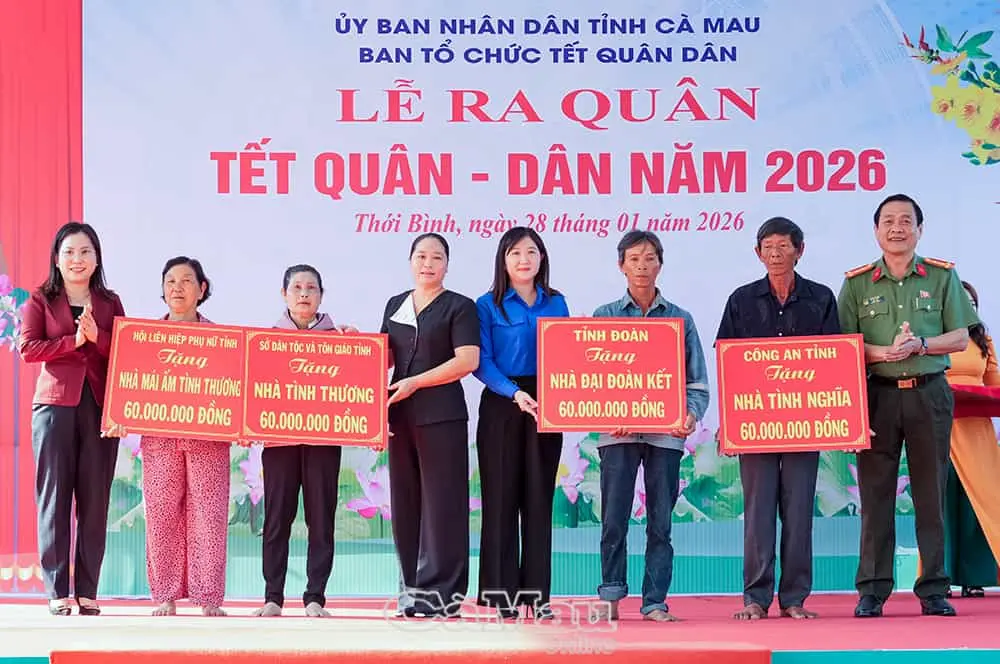 ỦY BAN NHÂN DÂN TỈNH CÀ MAU
BAN TỔ CHỨC TẾT QUÂN DÂN
LỄ RA QUÂN
TẾT QUÂN - DÂN NĂM 2026
Thới Bình, ngày 28 tháng 01 năm 2026
HỘI LIÊN HIỆP PHỤ NỮ TỈNH
Tặng
NHÀ MÁI ẤM TÌNH THƯƠNG
60.000.000 ĐỒNG
SỞ DÂN TỘC VÀ TÔN GIÁO TỈNH
Tặng
NHÀ TÌNH THƯƠNG
60.000.000 ĐỒNG
TỈNH ĐOÀN
Tặng
NHÀ ĐẠI ĐOÀN KẾT
60.000.000 ĐỒNG
CÔNG AN TỈNH
Tặng
NHÀ TÌNH NGHĨA
60.000.000 ĐỒNG
Cà Mau
Online